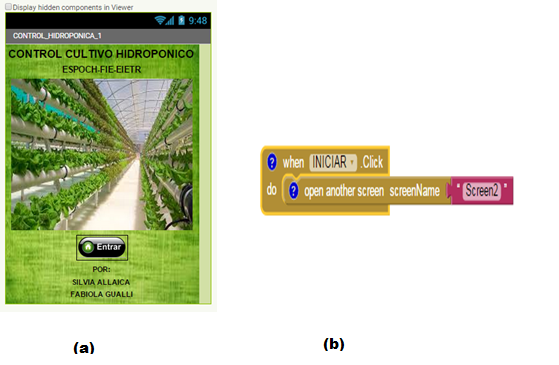 Display hidden components in Viewer
9:48
CONTROL_HIDROPONICA_1
CONTROL CULTIVO HIDROPONICO
ESPOCH-FIE-EIETR
Entrar
POR:
SILVIA ALLAICA
FABIOLA GUALLI
(a)
? when INICIAR .Click
do ? open another screen screenName " Screen2 "
(b)